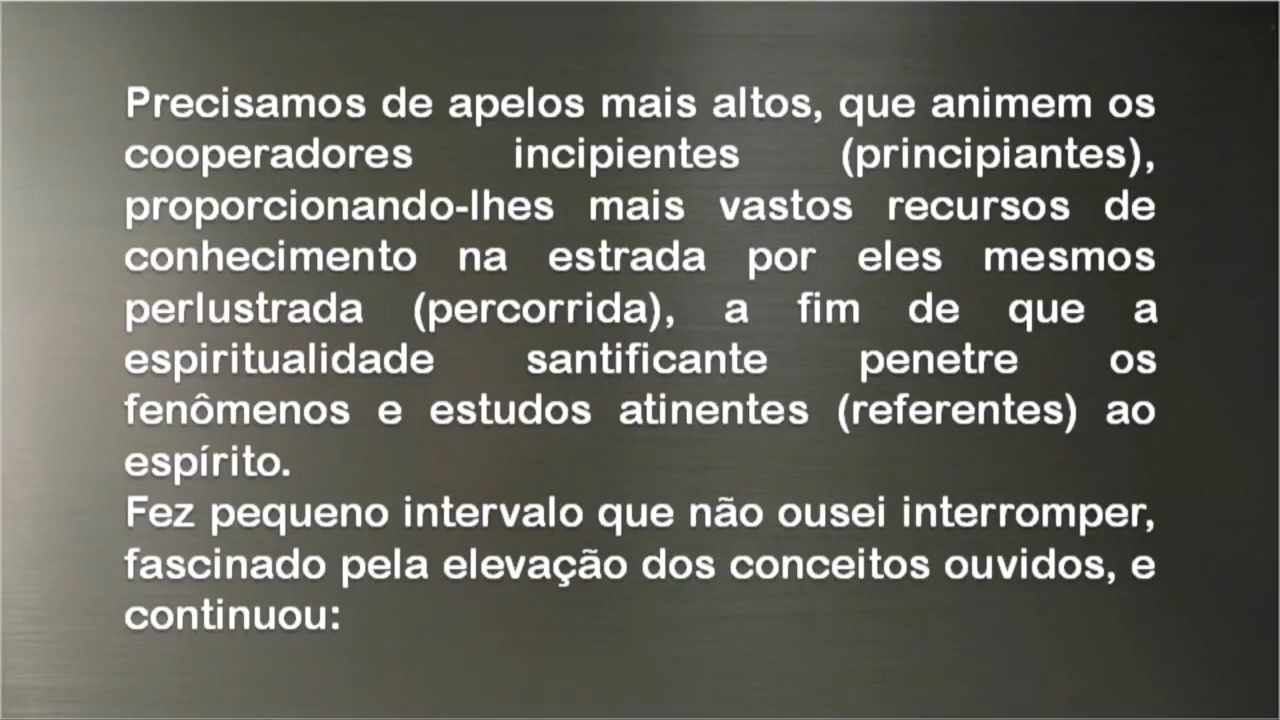 Precisamos de apelos mais altos, que animem os
cooperadores incipientes (principiantes),
proporcionando-lhes mais vastos recursos de
conhecimento na estrada por eles mesmos
perlustrada (percorrida), a fim de que a
espiritualidade santificante penetre os
fenômenos e estudos atinentes (referentes) ao
espírito.
Fez pequeno intervalo que não ousei interromper,
fascinado pela elevação dos conceitos ouvidos, e
continuou: